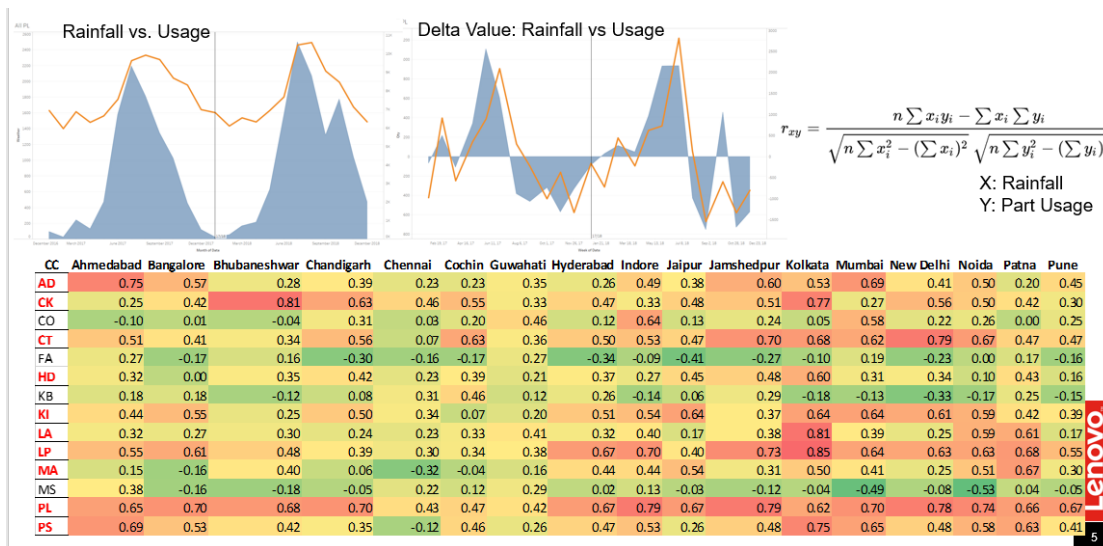 All PL
Rainfall vs. Usage
Delta Value: Rainfall vs Usage
r_xy = (n ∑ x_i y_i − ∑ x_i ∑ y_i) / (√(n ∑ x_i² − (∑ x_i)²) √(n ∑ y_i² − (∑ y_i)
X: Rainfall
Y: Part Usage
CC Ahmedabad Bangalore Bhubaneshwar Chandigarh Chennai Cochin Guwahati Hyderabad Indore Jaipur Jamshedpur Kolkata Mumbai New Delhi Noida Patna Pune
AD 0.75 0.57 0.28 0.39 0.23 0.23 0.35 0.26 0.49 0.38 0.60 0.53 0.69 0.41 0.50 0.20 0.45
CK 0.25 0.42 0.81 0.63 0.46 0.55 0.33 0.47 0.33 0.48 0.51 0.77 0.27 0.56 0.50 0.42 0.30
CO -0.10 0.01 -0.04 0.31 0.03 0.20 0.46 0.12 0.64 0.13 0.24 0.05 0.58 0.22 0.26 0.00 0.25
CT 0.51 0.41 0.34 0.56 0.07 0.63 0.36 0.50 0.53 0.47 0.70 0.68 0.62 0.79 0.67 0.47 0.47
FA 0.27 -0.17 0.16 -0.30 -0.16 -0.17 0.27 -0.34 -0.09 -0.41 -0.27 -0.10 0.19 -0.23 0.00 0.17 -0.16
HD 0.32 0.00 0.35 0.42 0.23 0.39 0.21 0.37 0.27 0.45 0.48 0.60 0.31 0.34 0.10 0.43 0.16
KB 0.18 0.18 -0.12 0.08 0.31 0.46 0.12 0.26 -0.14 0.06 0.29 -0.18 -0.13 -0.33 -0.17 0.25 -0.15
KI 0.44 0.55 0.25 0.50 0.34 0.07 0.20 0.51 0.54 0.64 0.37 0.64 0.64 0.61 0.59 0.42 0.39
LA 0.32 0.27 0.30 0.24 0.23 0.33 0.41 0.32 0.40 0.17 0.38 0.81 0.39 0.25 0.59 0.61 0.17
LP 0.55 0.61 0.48 0.39 0.30 0.34 0.38 0.67 0.70 0.40 0.73 0.85 0.64 0.63 0.63 0.68 0.55
MA 0.15 -0.16 0.40 0.06 -0.32 -0.04 0.16 0.44 0.44 0.54 0.31 0.50 0.41 0.25 0.51 0.67 0.30
MS 0.38 -0.16 -0.18 -0.05 0.22 0.12 0.29 0.02 0.13 -0.03 -0.12 -0.04 -0.49 -0.08 -0.53 0.04 -0.05
PL 0.65 0.70 0.68 0.70 0.43 0.47 0.42 0.67 0.79 0.67 0.79 0.62 0.70 0.78 0.74 0.66 0.67
PS 0.69 0.53 0.42 0.35 -0.12 0.46 0.26 0.47 0.53 0.26 0.48 0.75 0.65 0.48 0.58 0.63 0.41
Lenovo
5